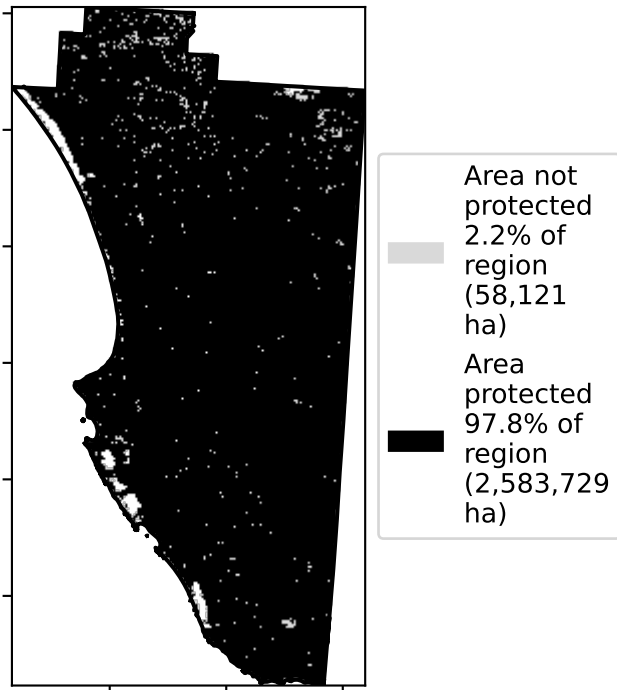 Area not
protected
2.2% of
region
(58,121
ha)
Area
protected
97.8% of
region
(2,583,729
ha)